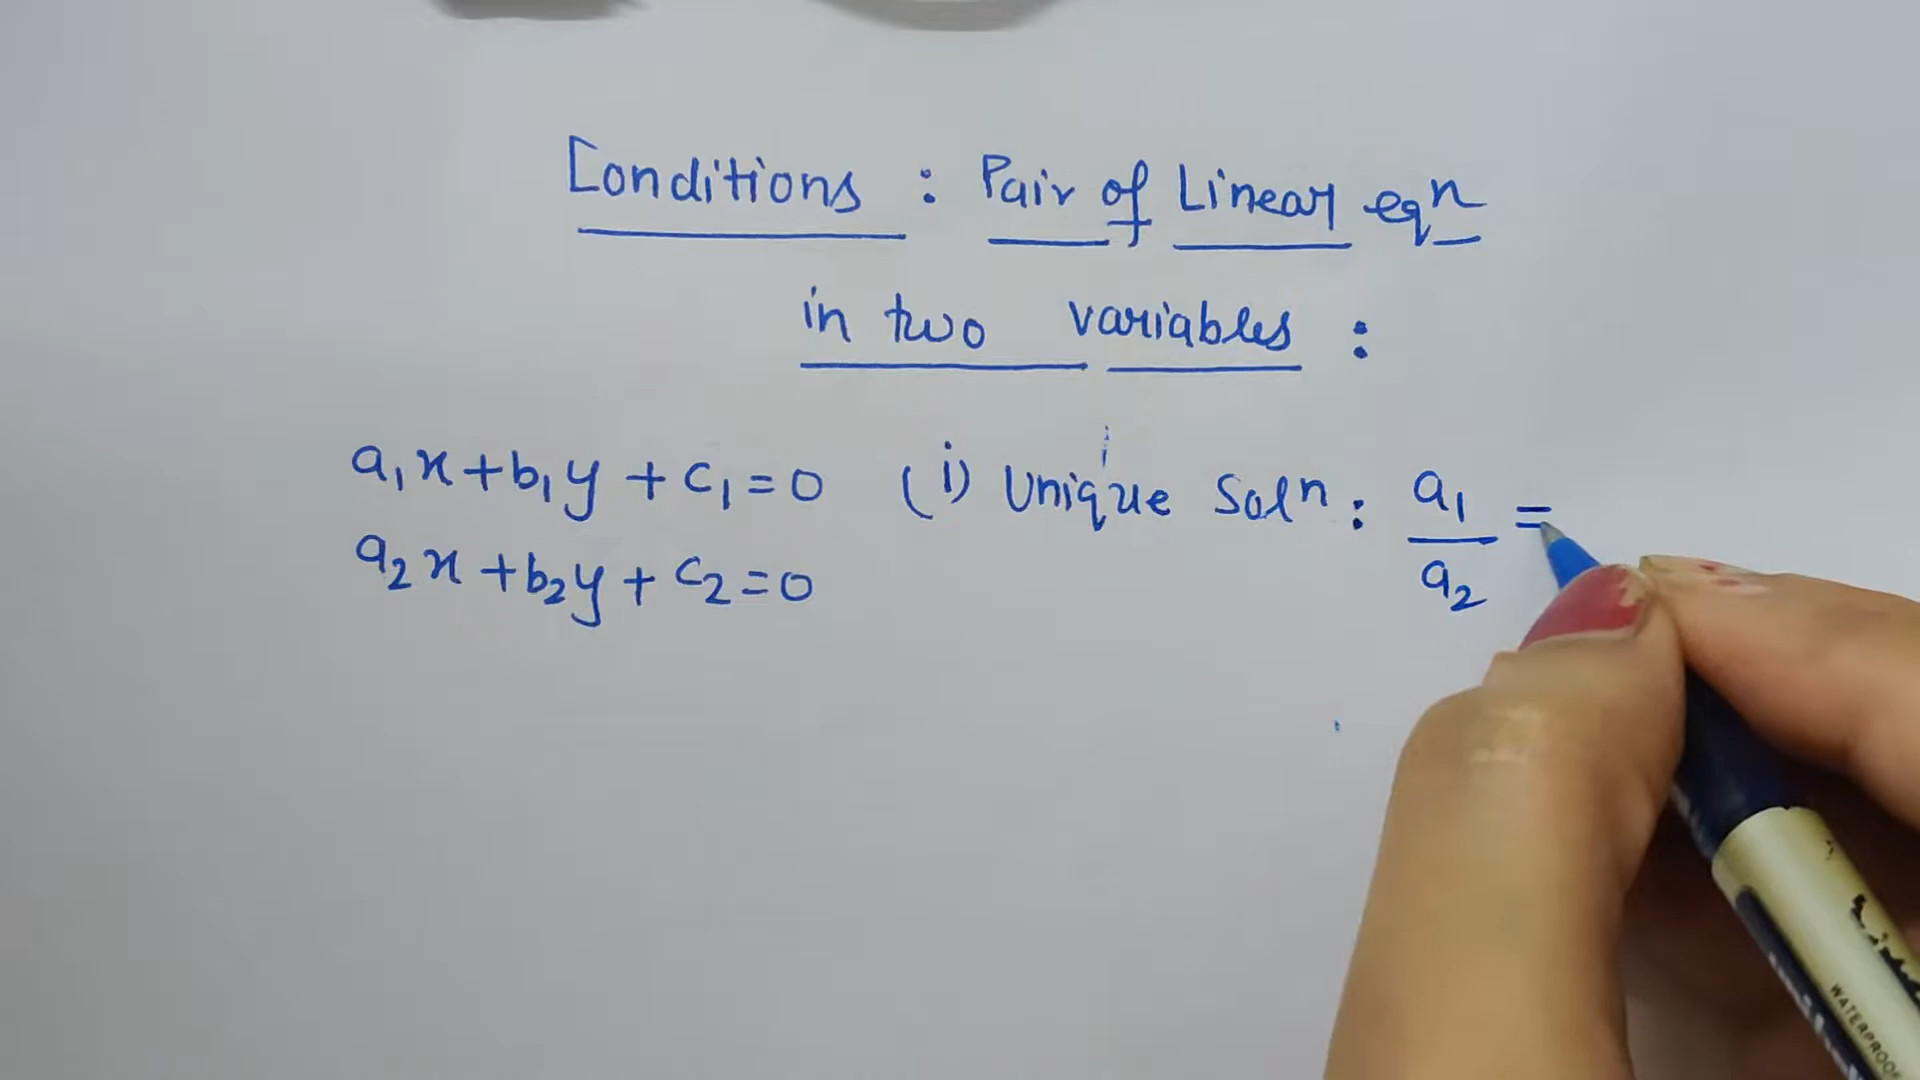 Conditions : Pair of Linear eqⁿ
in two variables :
a₁x+b₁y+c₁=0 (i) Unique Solⁿ: a₁/a₂ =
a₂x+b₂y+c₂=0
WATERPROOF